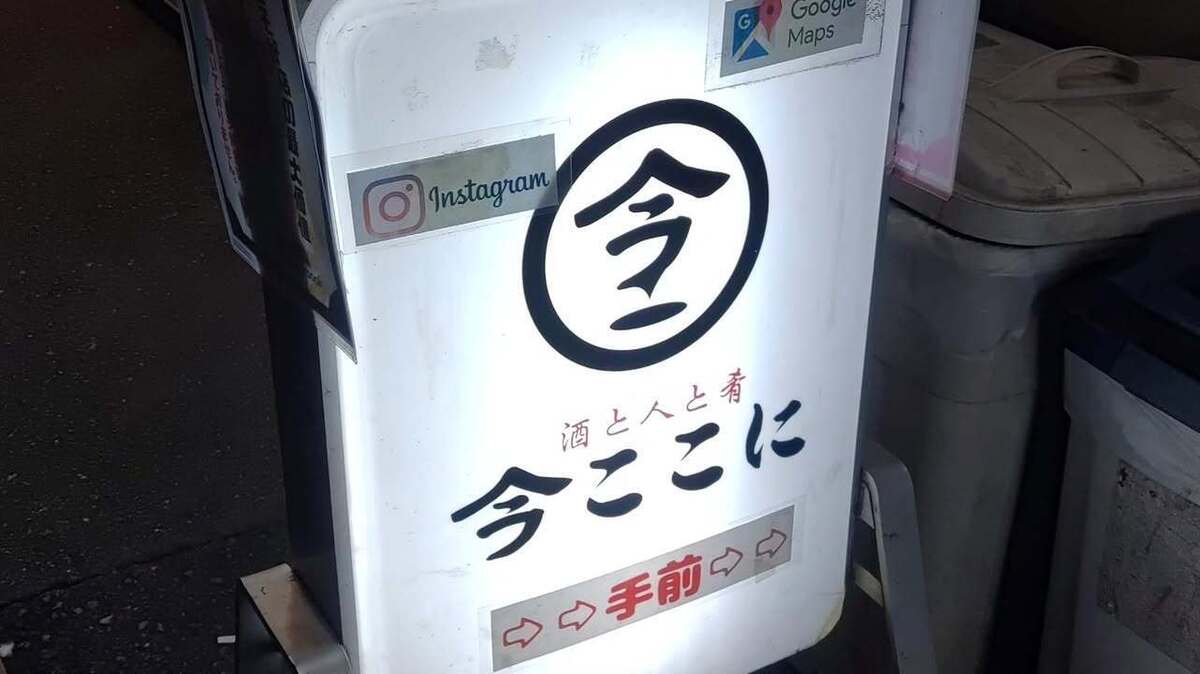 Google
Maps
Instagram
今
酒と人と肴
今ここに
⇨⇨手前⇨⇨